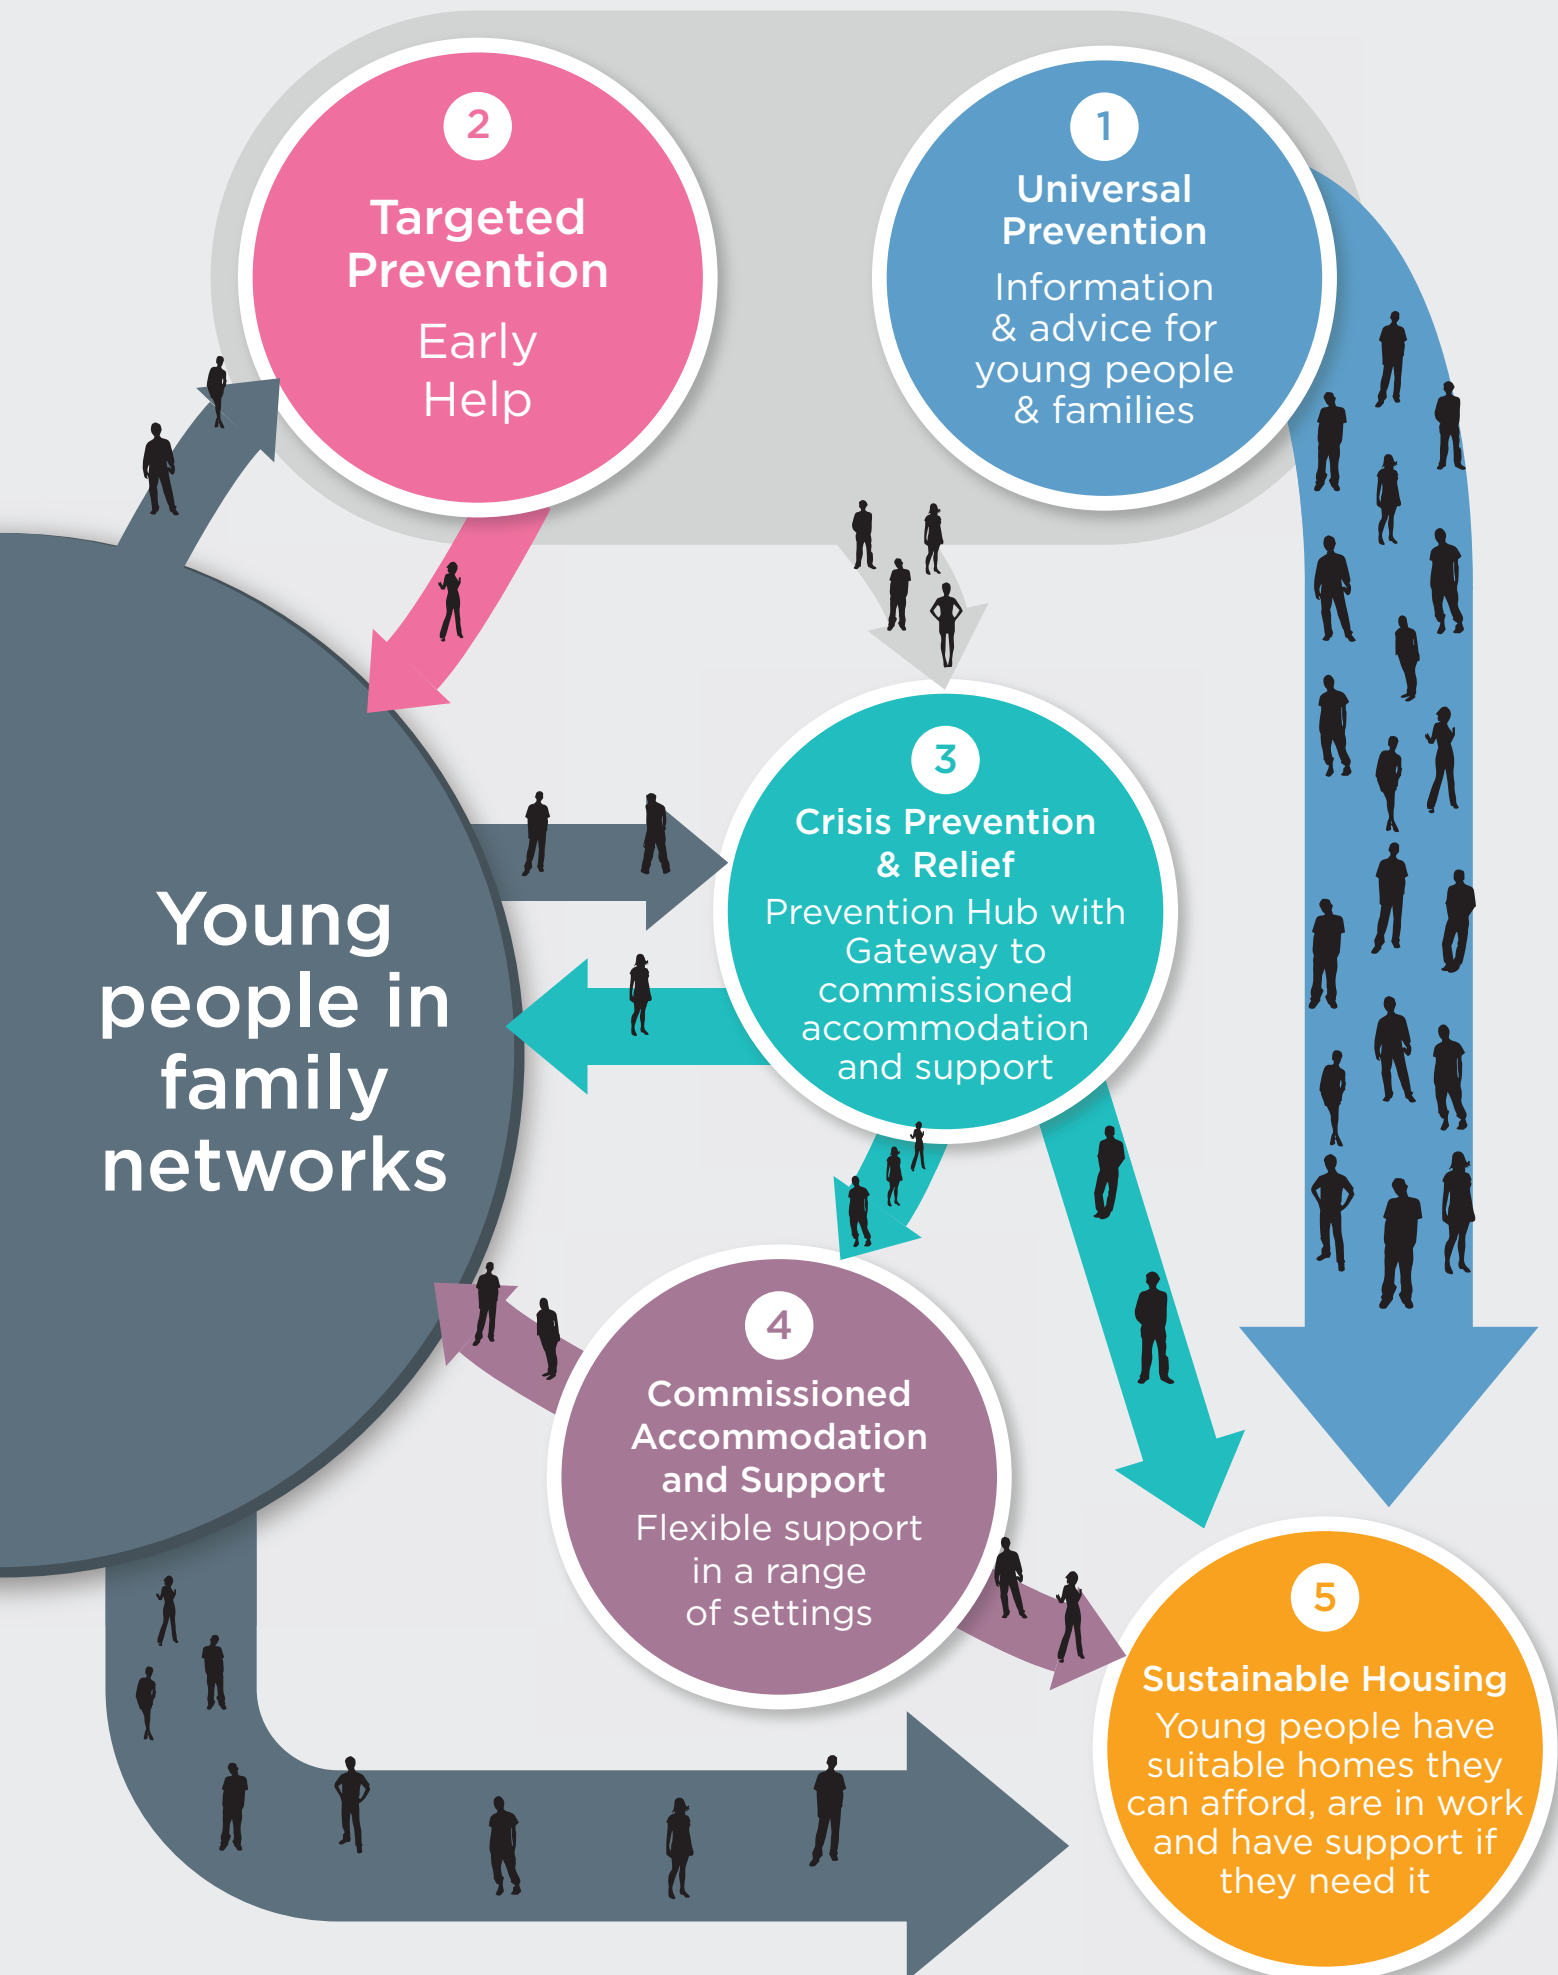 1
Universal
Prevention
Information
& advice for
young people
& families
2
Targeted
Prevention
Early
Help
3
Crisis Prevention
& Relief
Prevention Hub with
Gateway to
commissioned
accommodation
and support
Young
people in
family
networks
4
Commissioned
Accommodation
and Support
Flexible support
in a range
of settings
5
Sustainable Housing
Young people have
suitable homes they
can afford, are in work
and have support if
they need it